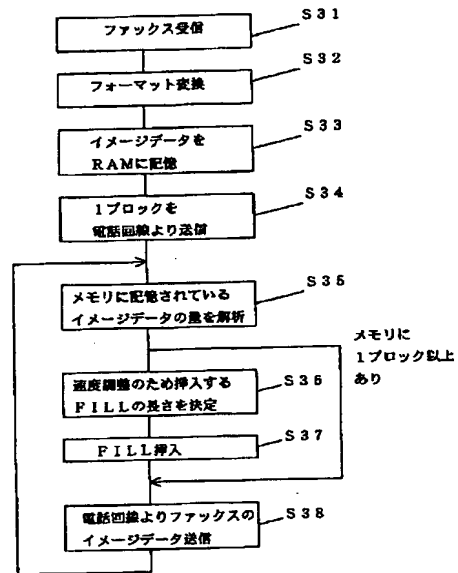 ファックス受信
S31
フォーマット変換
S32
イメージデータを
RAMに記憶
S33
1ブロックを
電話回線より送信
S34
メモリに記憶されている
イメージデータの量を解析
S35
メモリに
1ブロック以上
あり
速度調整のため挿入する
FILLの長さを決定
S36
FILL挿入
S37
電話回線よりファックスの
イメージデータ送信
S38